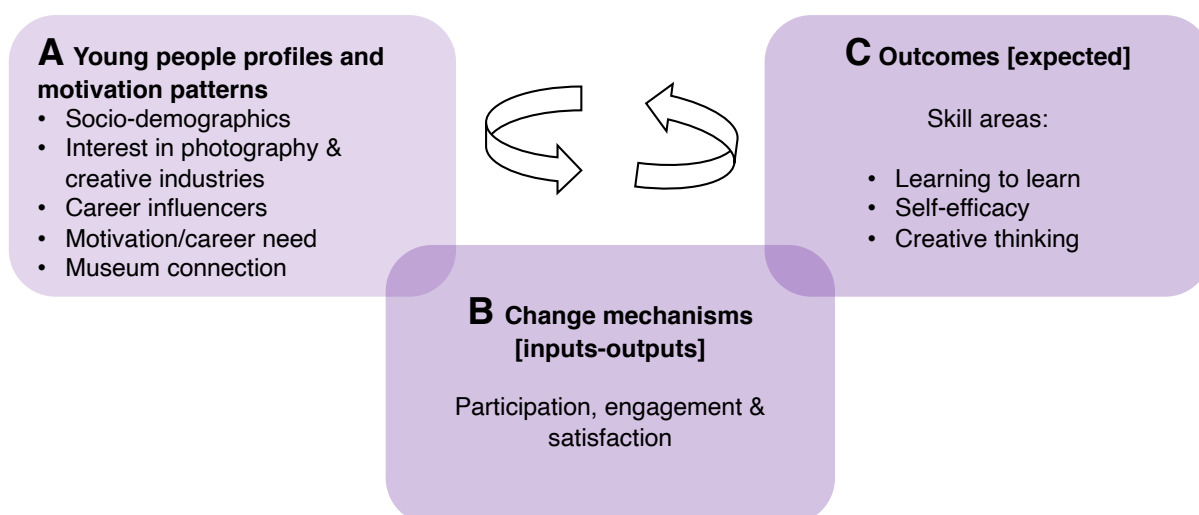 A Young people profiles and
motivation patterns
• Socio-demographics
• Interest in photography &
creative industries
• Career influencers
• Motivation/career need
• Museum connection
B Change mechanisms
[inputs-outputs]
Participation, engagement &
satisfaction
C Outcomes [expected]
Skill areas:
• Learning to learn
• Self-efficacy
• Creative thinking